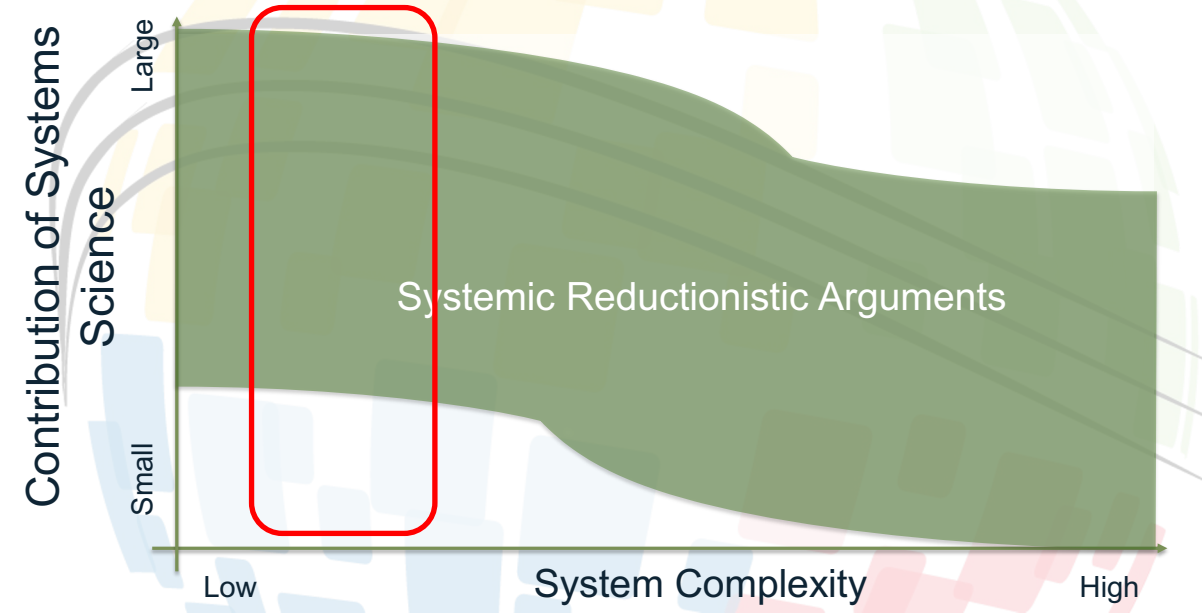 Contribution of Systems
Science
Large
Small
Systemic Reductionistic Arguments
Low
System Complexity
High